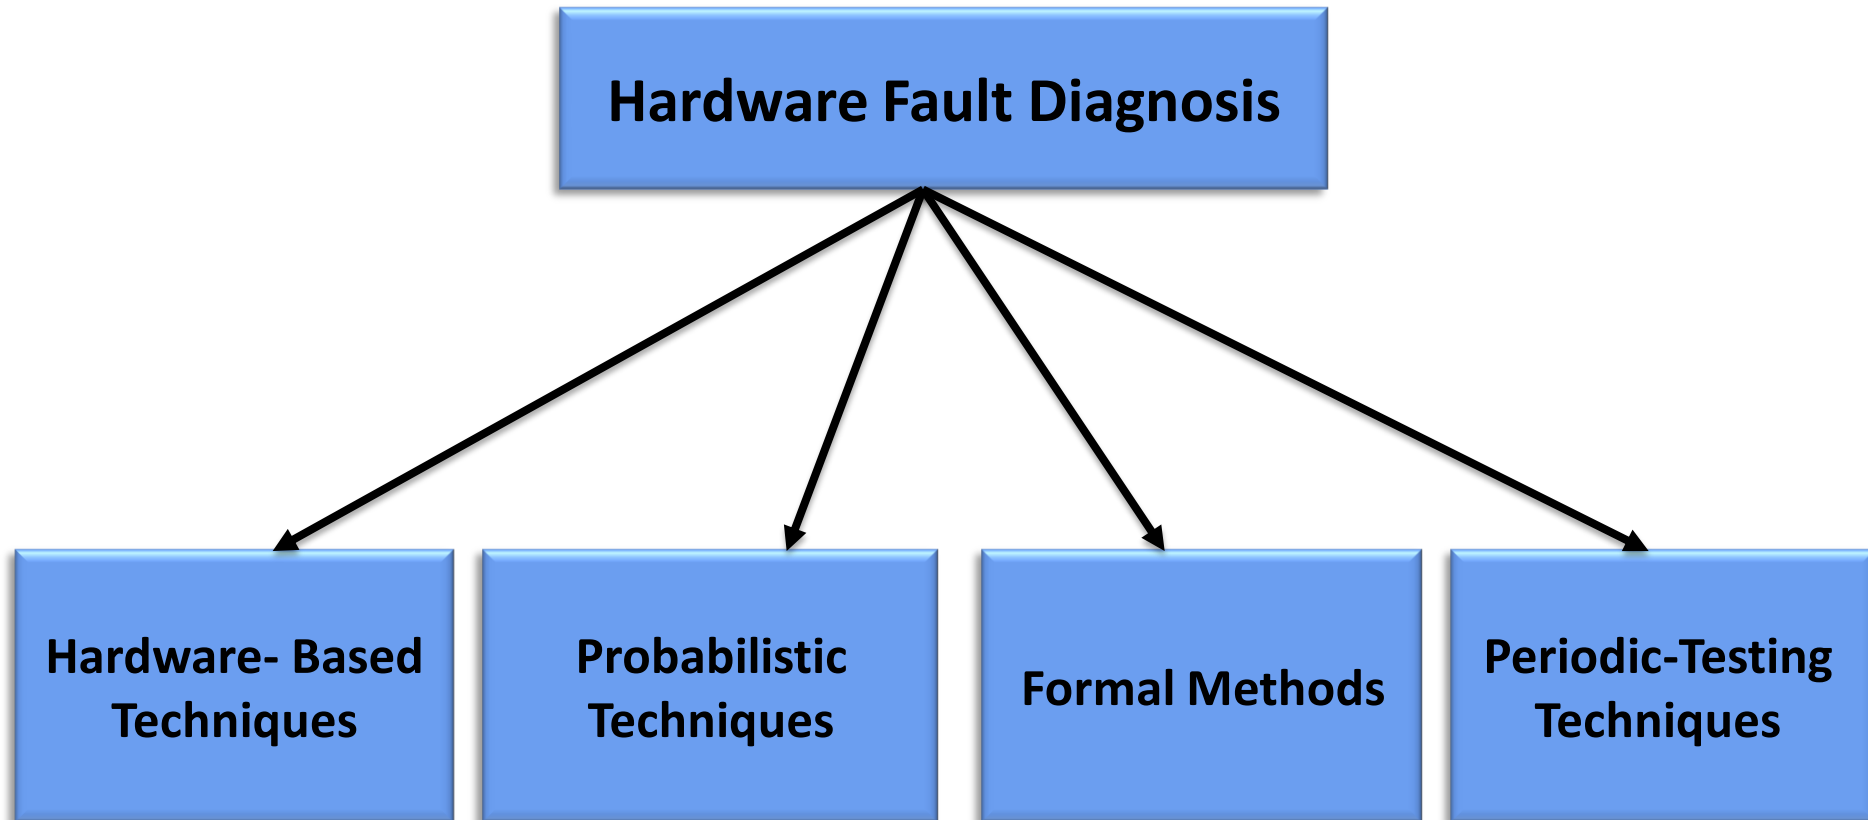 Hardware Fault Diagnosis
Hardware- Based
Techniques
Probabilistic
Techniques
Formal Methods
Periodic-Testing
Techniques